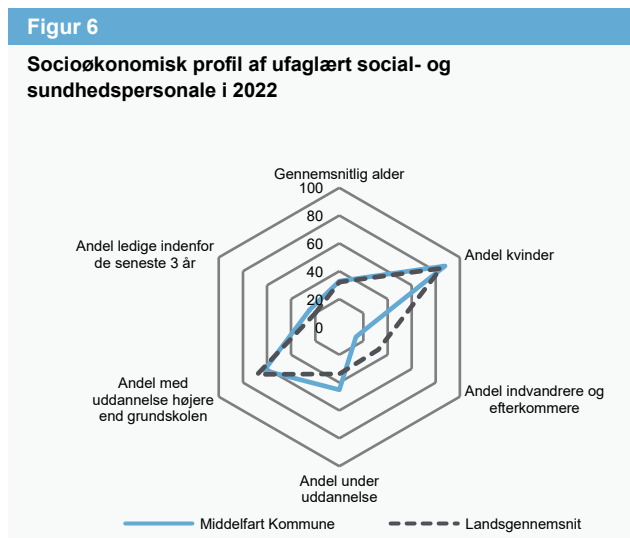 Figur 6
Socioøkonomisk profil af ufaglært social- og
sundhedspersonale i 2022
Gennemsnitlig alder
100
80
60
40
20
0
Andel kvinder
Andel indvandrere og
efterkommere
Andel under
uddannelse
Andel med
uddannelse højere
end grundskolen
Andel ledige indenfor
de seneste 3 år
Middelfart Kommune
Landsgennemsnit